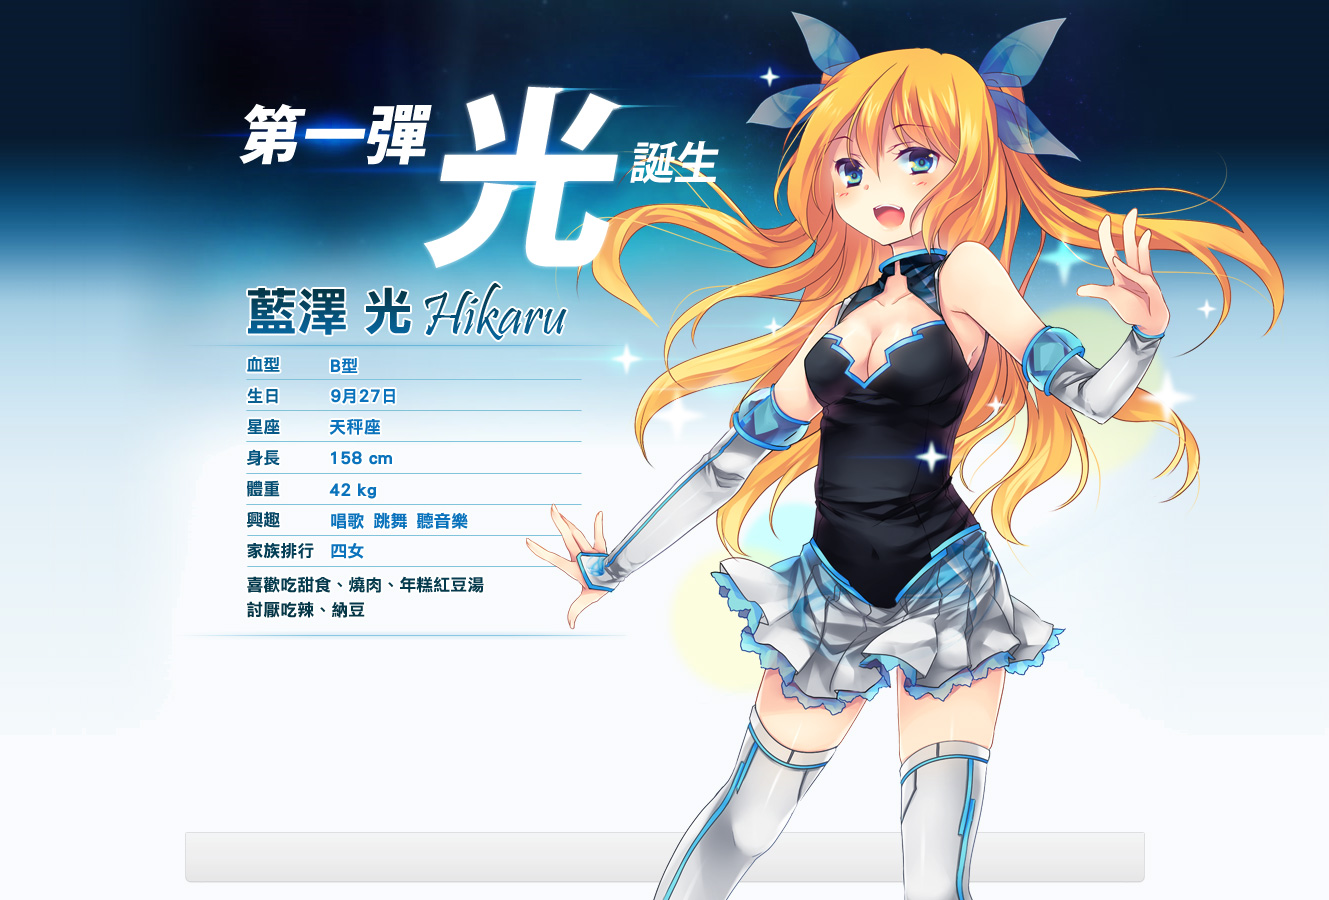 第一彈 光 誕生
藍澤 光 Hikaru
血型 B型
生日 9月27日
星座 天秤座
身長 158 cm
體重 42 kg
興趣 唱歌 跳舞 聽音樂
家族排行 四女
喜歡吃甜食、燒肉、年糕紅豆湯
討厭吃辣、納豆